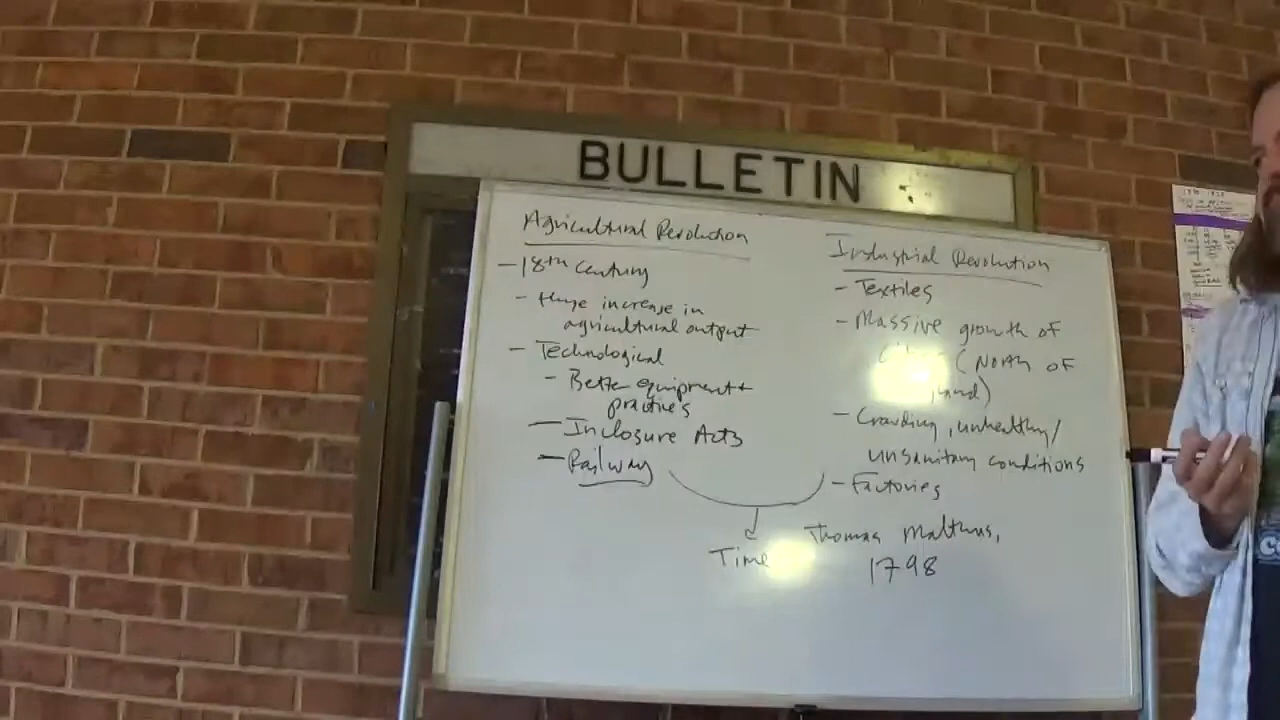 BULLETIN
Agricultural Revolution
- 18th Century
- Huge increase in
agricultural output
- Technological
- Better equipment +
practices
- Inclosure Acts
- Railway
Industrial Revolution
- Textiles
- Massive growth of
(North of
- Crowding, unhealthy/
unsanitary conditions
- Factories
Time
Thomas Malthus,
1798